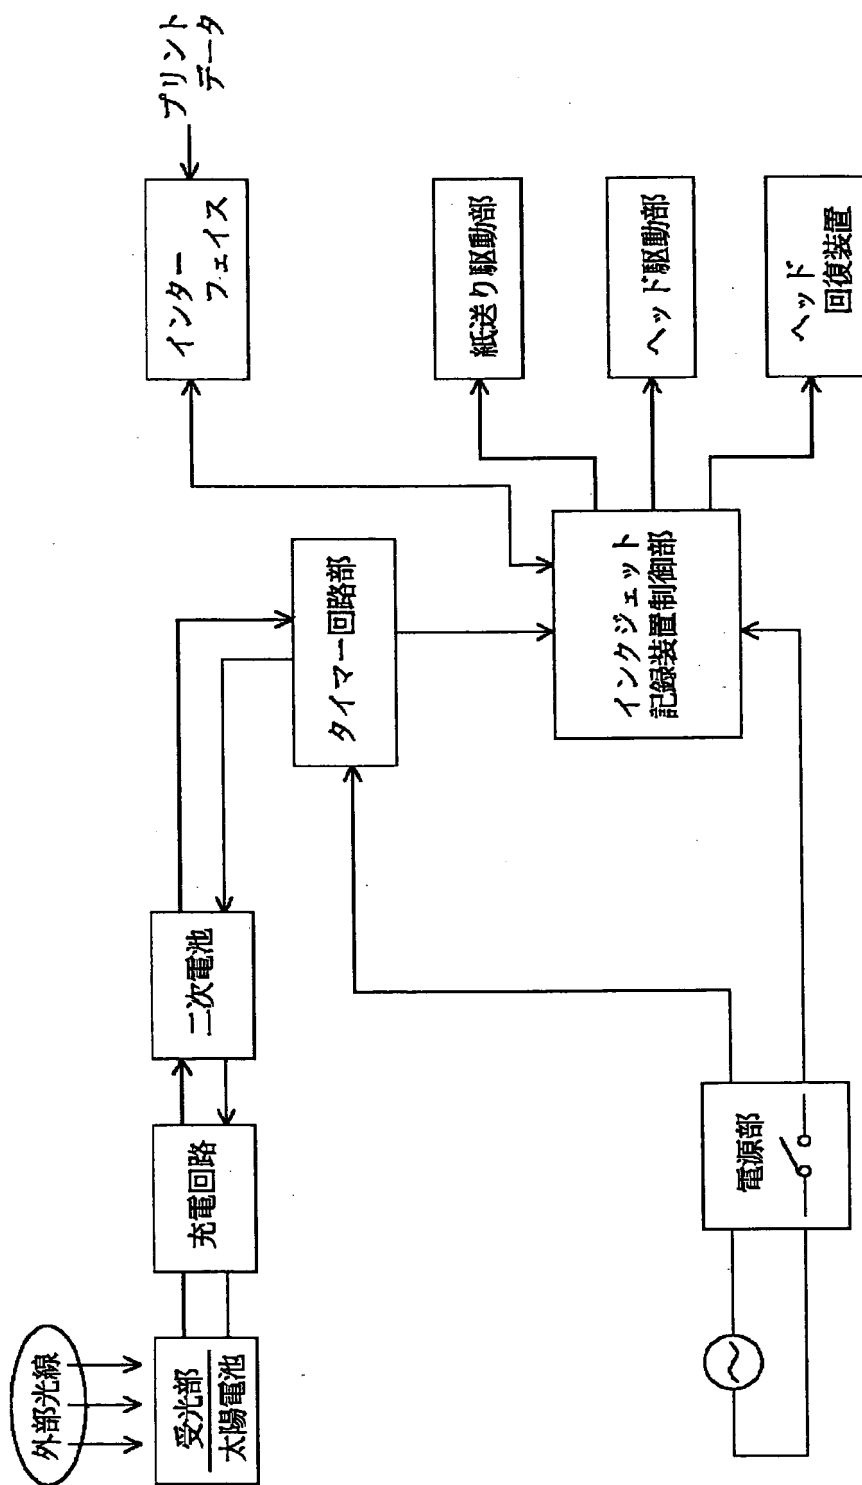 外部光線
受光部
太陽電池
充電回路
二次電池
タイマー回路部
インター
フェイス
プリント
データ
電源部
インクジェット
記録装置制御部
紙送り駆動部
ヘッド駆動部
ヘッド
回復装置